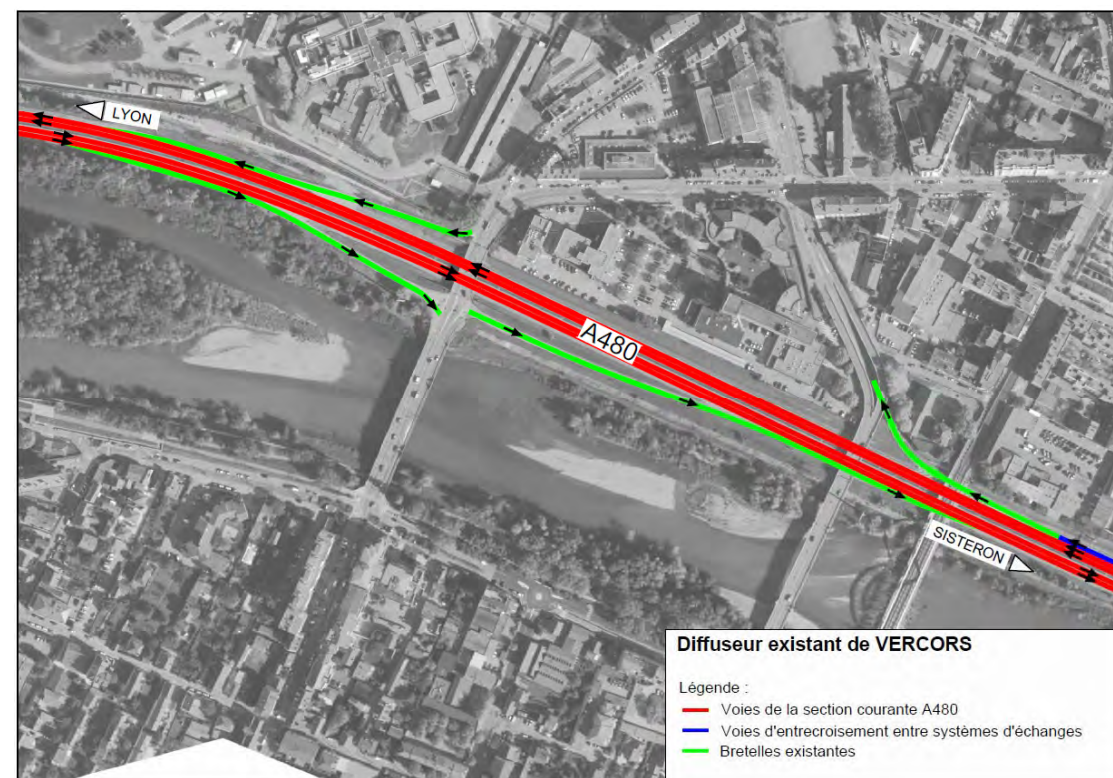 LYON
A480
SISTERON
Diffuseur existant de VERCORS
Légende :
Voies de la section courante A480
Voies d'entrecroisement entre systèmes d'échanges
Bretelles existantes